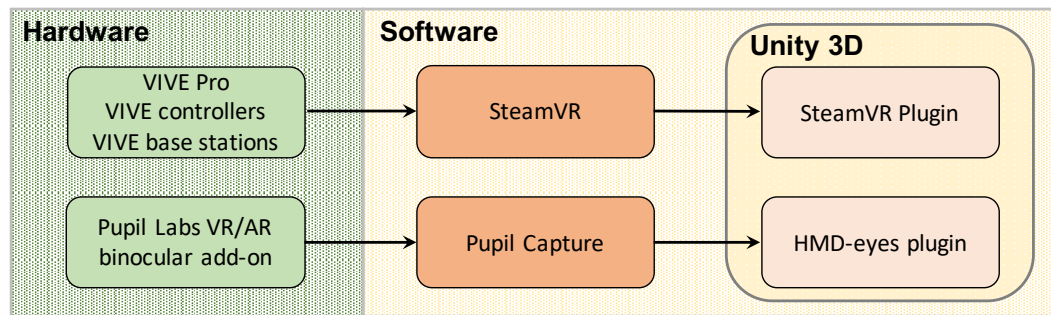 Hardware
Software
Unity 3D
VIVE Pro
VIVE controllers
VIVE base stations
SteamVR
SteamVR Plugin
Pupil Labs VR/AR
binocular add-on
Pupil Capture
HMD-eyes plugin